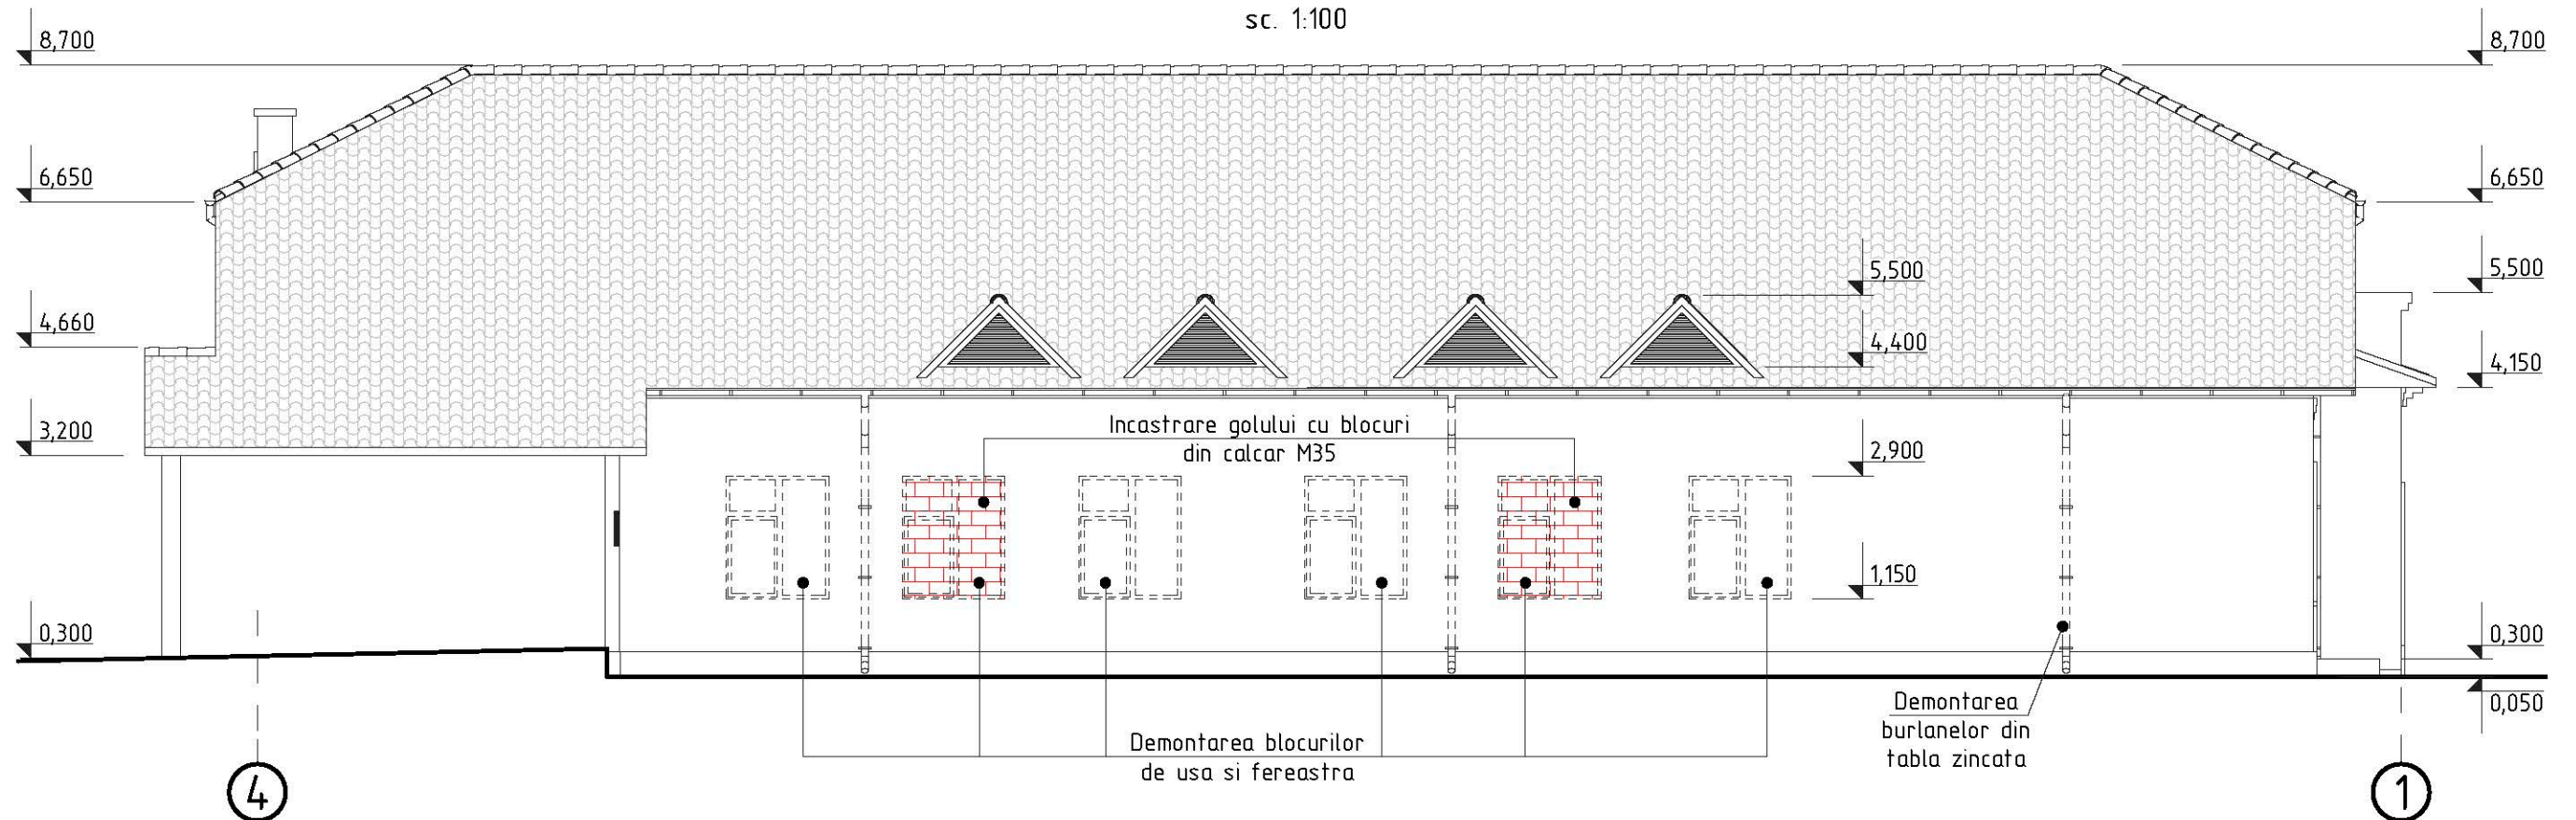 sc. 1:100
8,700
8,700
6,650
6,650
5,500
5,500
4,660
4,400
4,150
3,200
Incastrare golului cu blocuri
din calcar M35
2,900
1,150
0,300
0,300
0,050
Demontarea blocurilor
de usa si fereastra
Demontarea
burlanelor din
tabla zincata
4
1